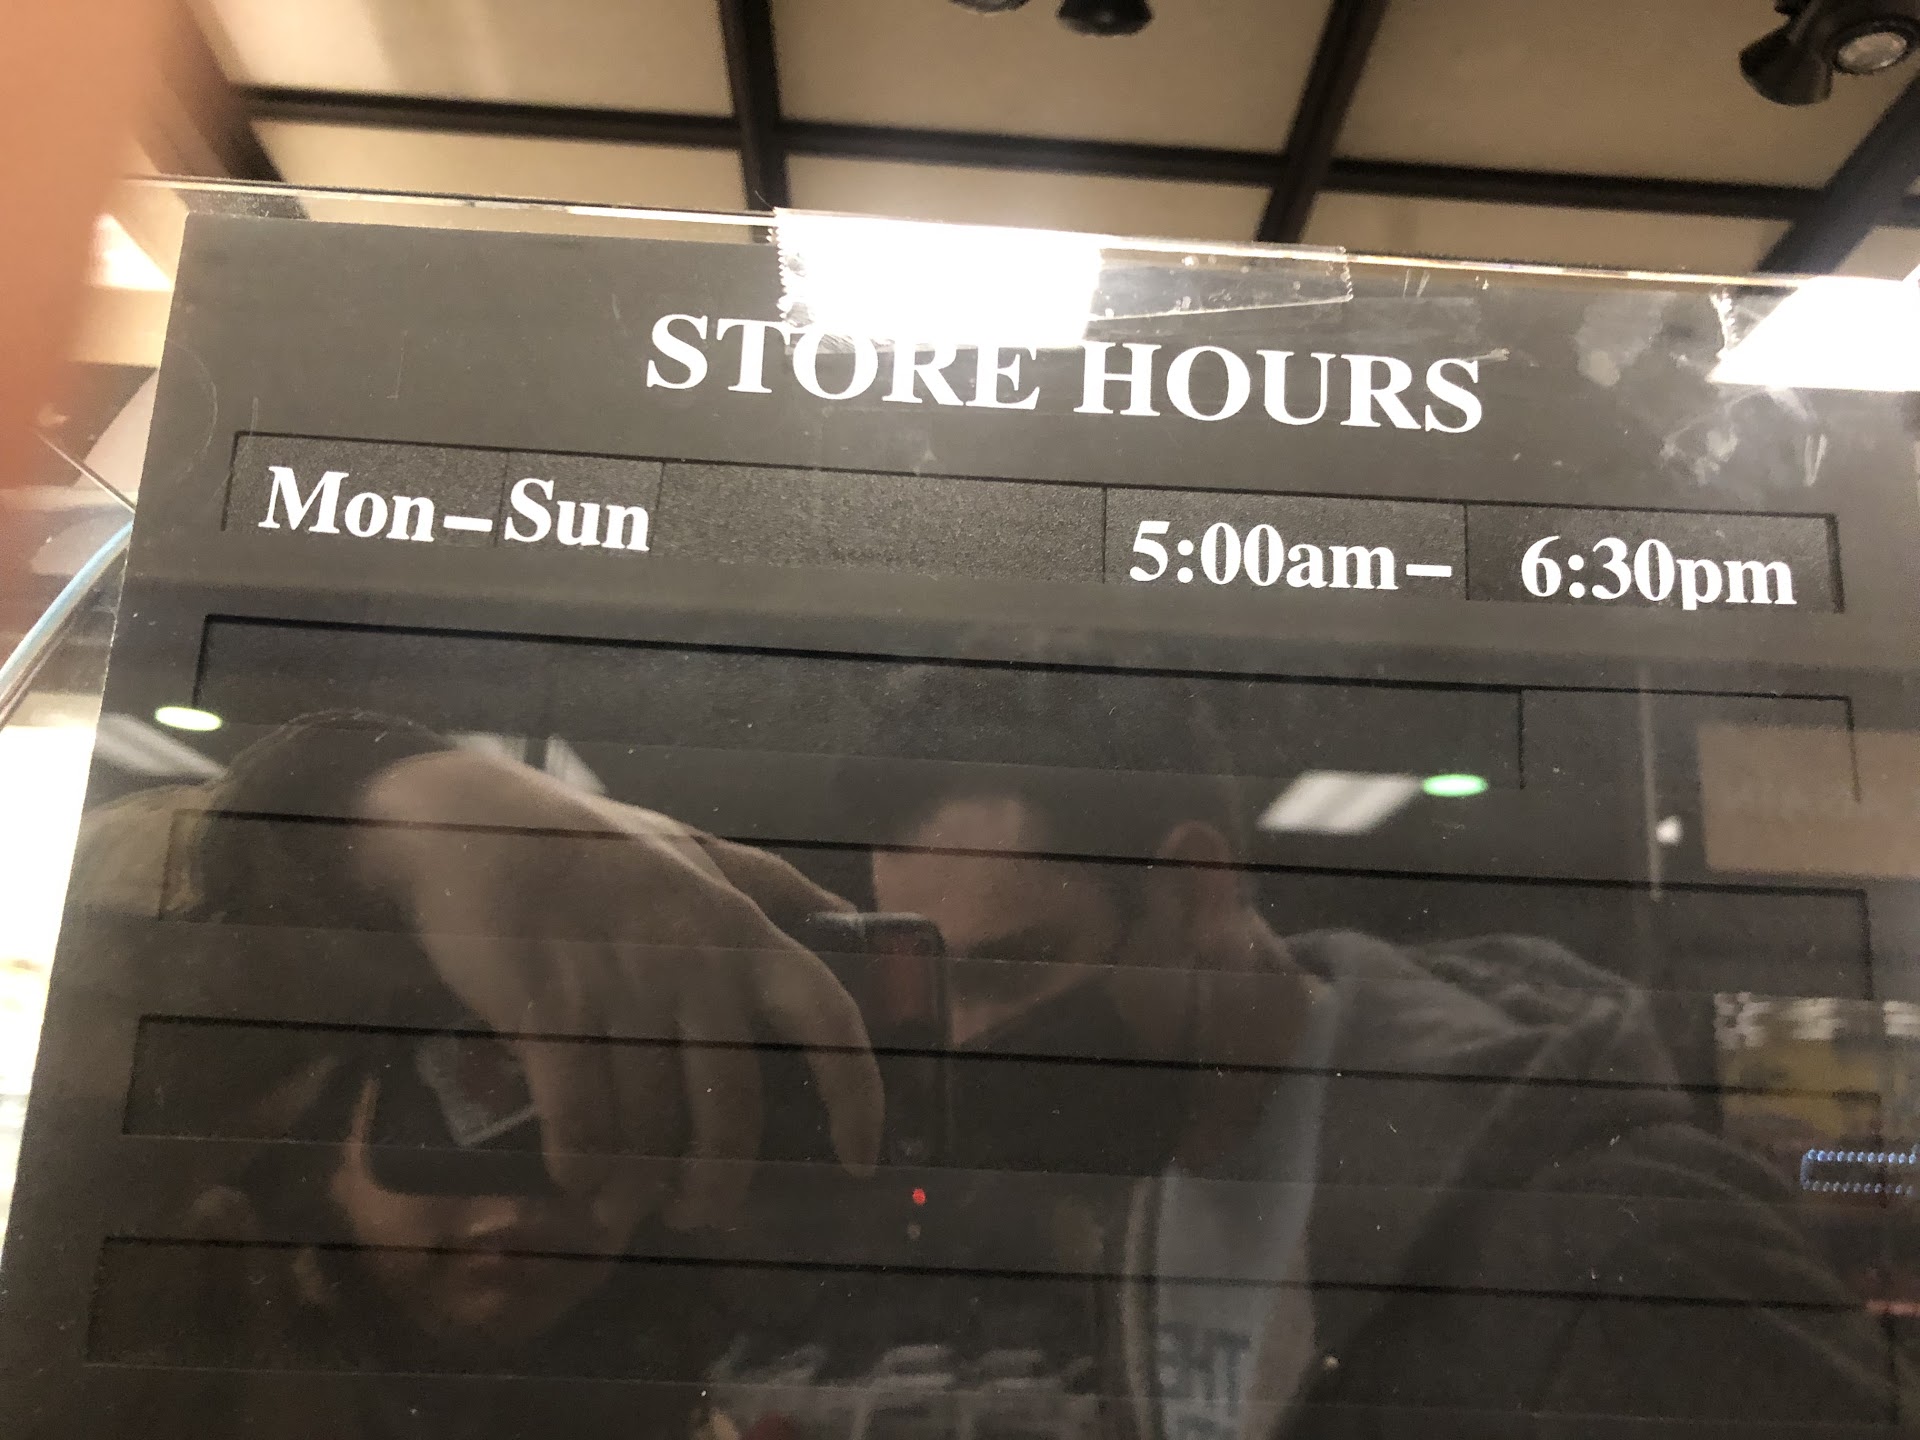 STORE HOURS
Mon–Sun 5:00am– 6:30pm